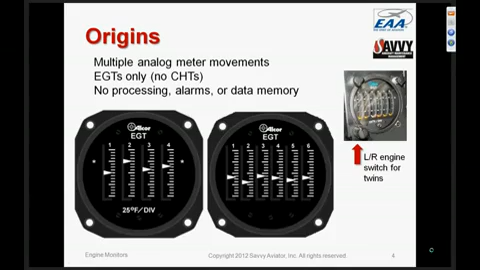 Origins
EAA
SAVVY
Multiple analog meter movements
EGTs only (no CHTs)
No processing, alarms, or data memory
Alcor
EGT
1 2 3 4
25°F/DIV
Alcor
EGT
1 2 3 4 5 6
L/R engine
switch for
twins
Engine Monitors
Copyright 2012 Savvy Aviator, Inc. All rights reserved.
4